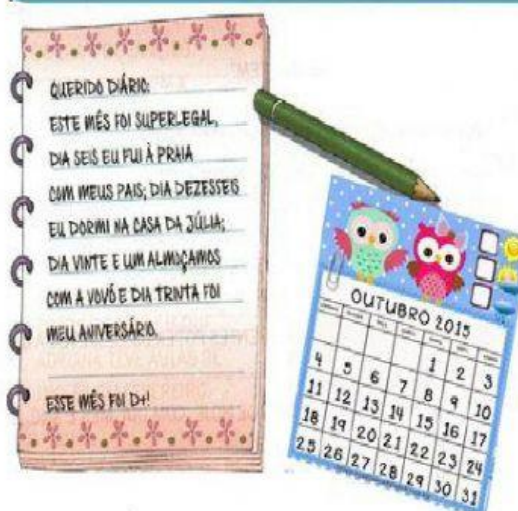 QUERIDO DIÁRIO:
ESTE MÊS FOI SUPERLEGAL,
DIA SEIS EU FUI À PRAIA
COM MEUS PAIS; DIA DEZESSEIS
EU DORMI NA CASA DA JÚLIA;
DIA VINTE E UM ALMOÇAMOS
COM A VOVÓ E DIA TRINTA FOI
MEU ANIVERSÁRIO.
ESSE MÊS FOI D+!
OUTUBRO 2015
1 2 3
4 5 6 7 8 9 10
11 12 13 14 15 16 17
18 19 20 21 22 23 24
25 26 27 28 29 30 31